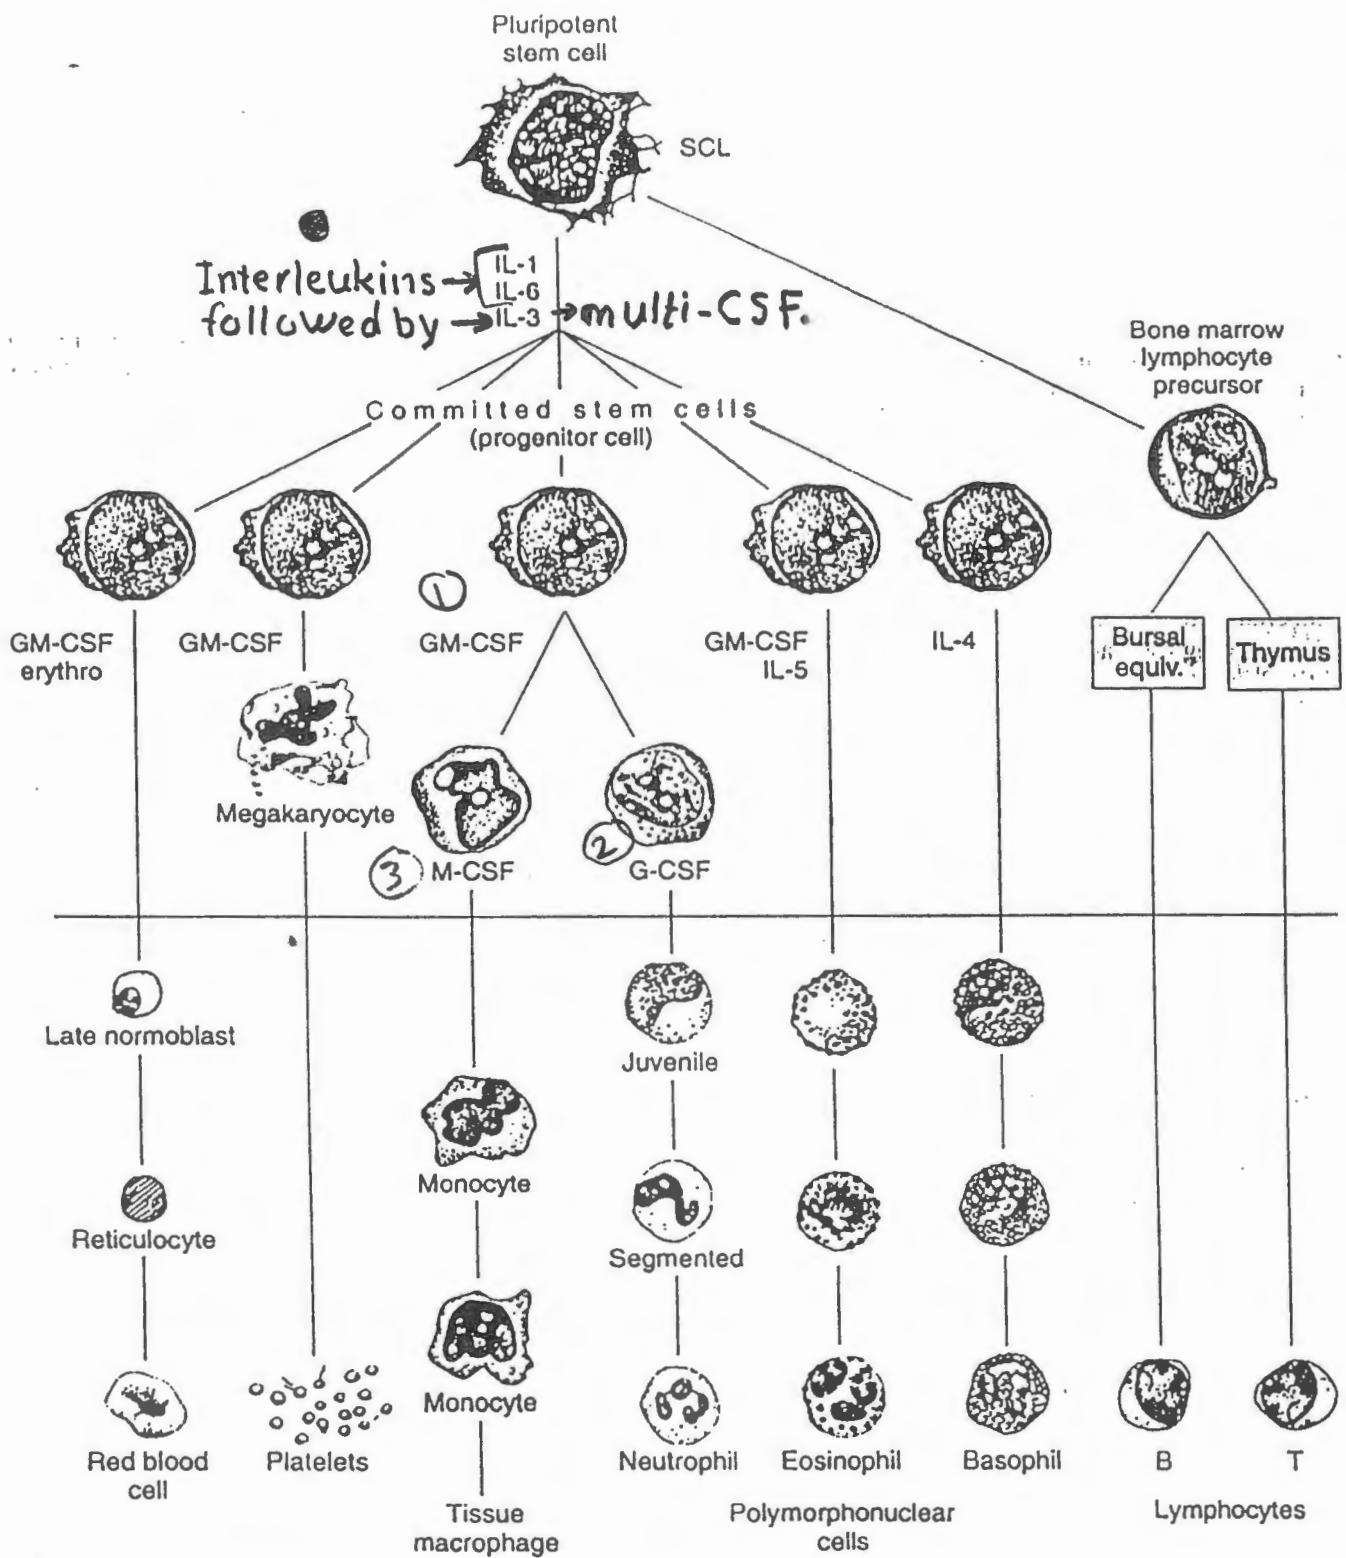 Pluripotent
stem cell
SCL
Interleukins → IL-1
IL-6
followed by → IL-3 → multi-CSF.
Bone marrow
lymphocyte
precursor
Committed stem cells
(progenitor cell)
1
GM-CSF
erythro
GM-CSF
GM-CSF
GM-CSF
IL-5
IL-4
Bursal
equiv.
Thymus
Megakaryocyte
3 M-CSF
2 G-CSF
Late normoblast
Juvenile
Monocyte
Reticulocyte
Segmented
Monocyte
Red blood
cell
Platelets
Neutrophil
Eosinophil
Basophil
B
T
Tissue
macrophage
Polymorphonuclear
cells
Lymphocytes